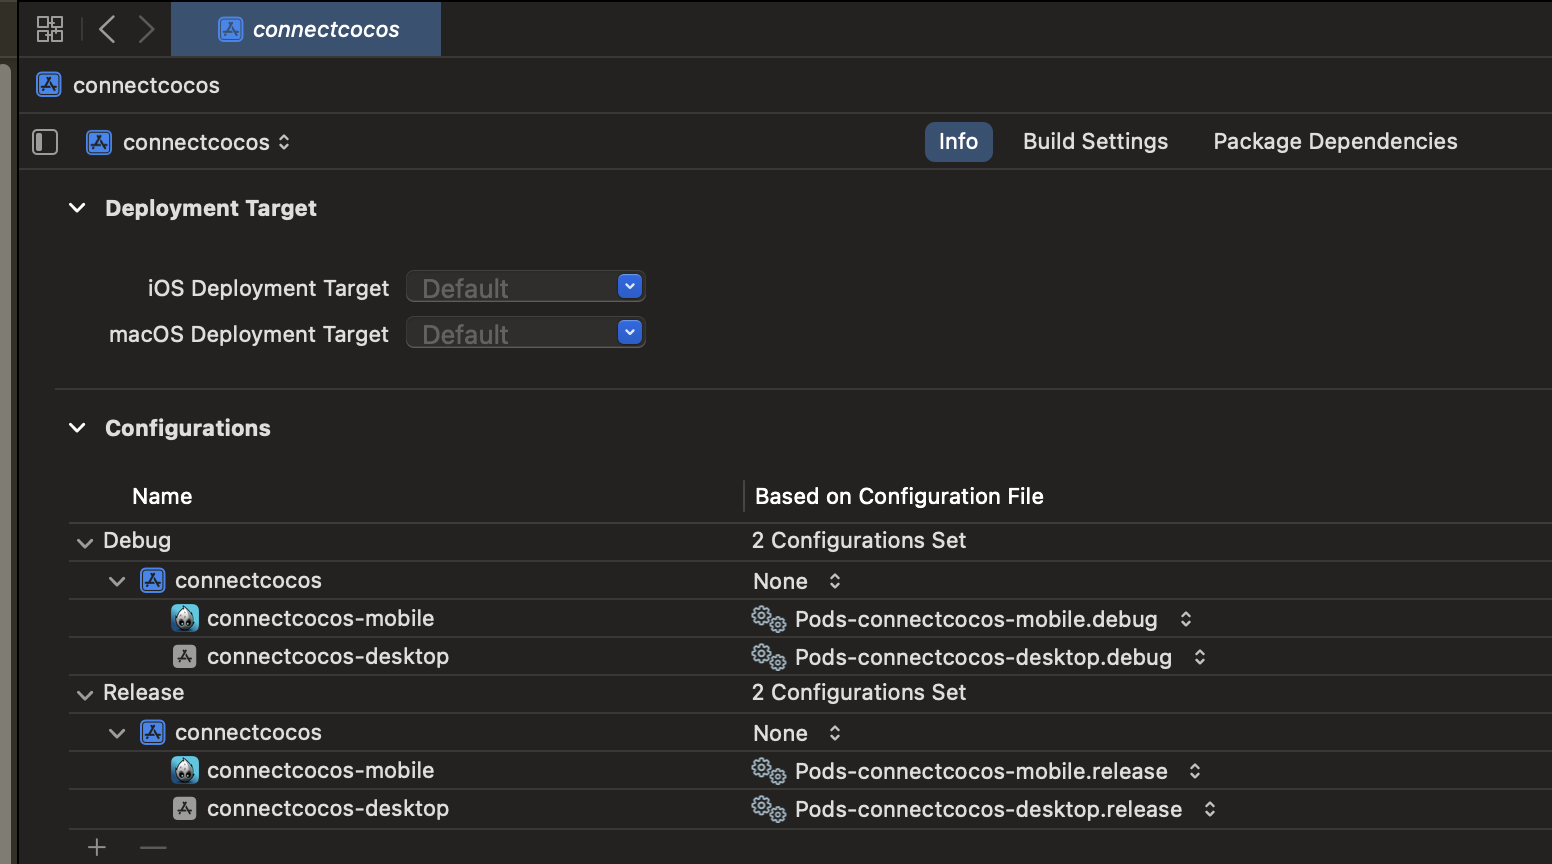 connectcocos
connectcocos
connectcocos
Info
Build Settings
Package Dependencies
Deployment Target
iOS Deployment Target
Default
macOS Deployment Target
Default
Configurations
Name
Based on Configuration File
Debug
2 Configurations Set
connectcocos
None
connectcocos-mobile
Pods-connectcocos-mobile.debug
connectcocos-desktop
Pods-connectcocos-desktop.debug
Release
2 Configurations Set
connectcocos
None
connectcocos-mobile
Pods-connectcocos-mobile.release
connectcocos-desktop
Pods-connectcocos-desktop.release